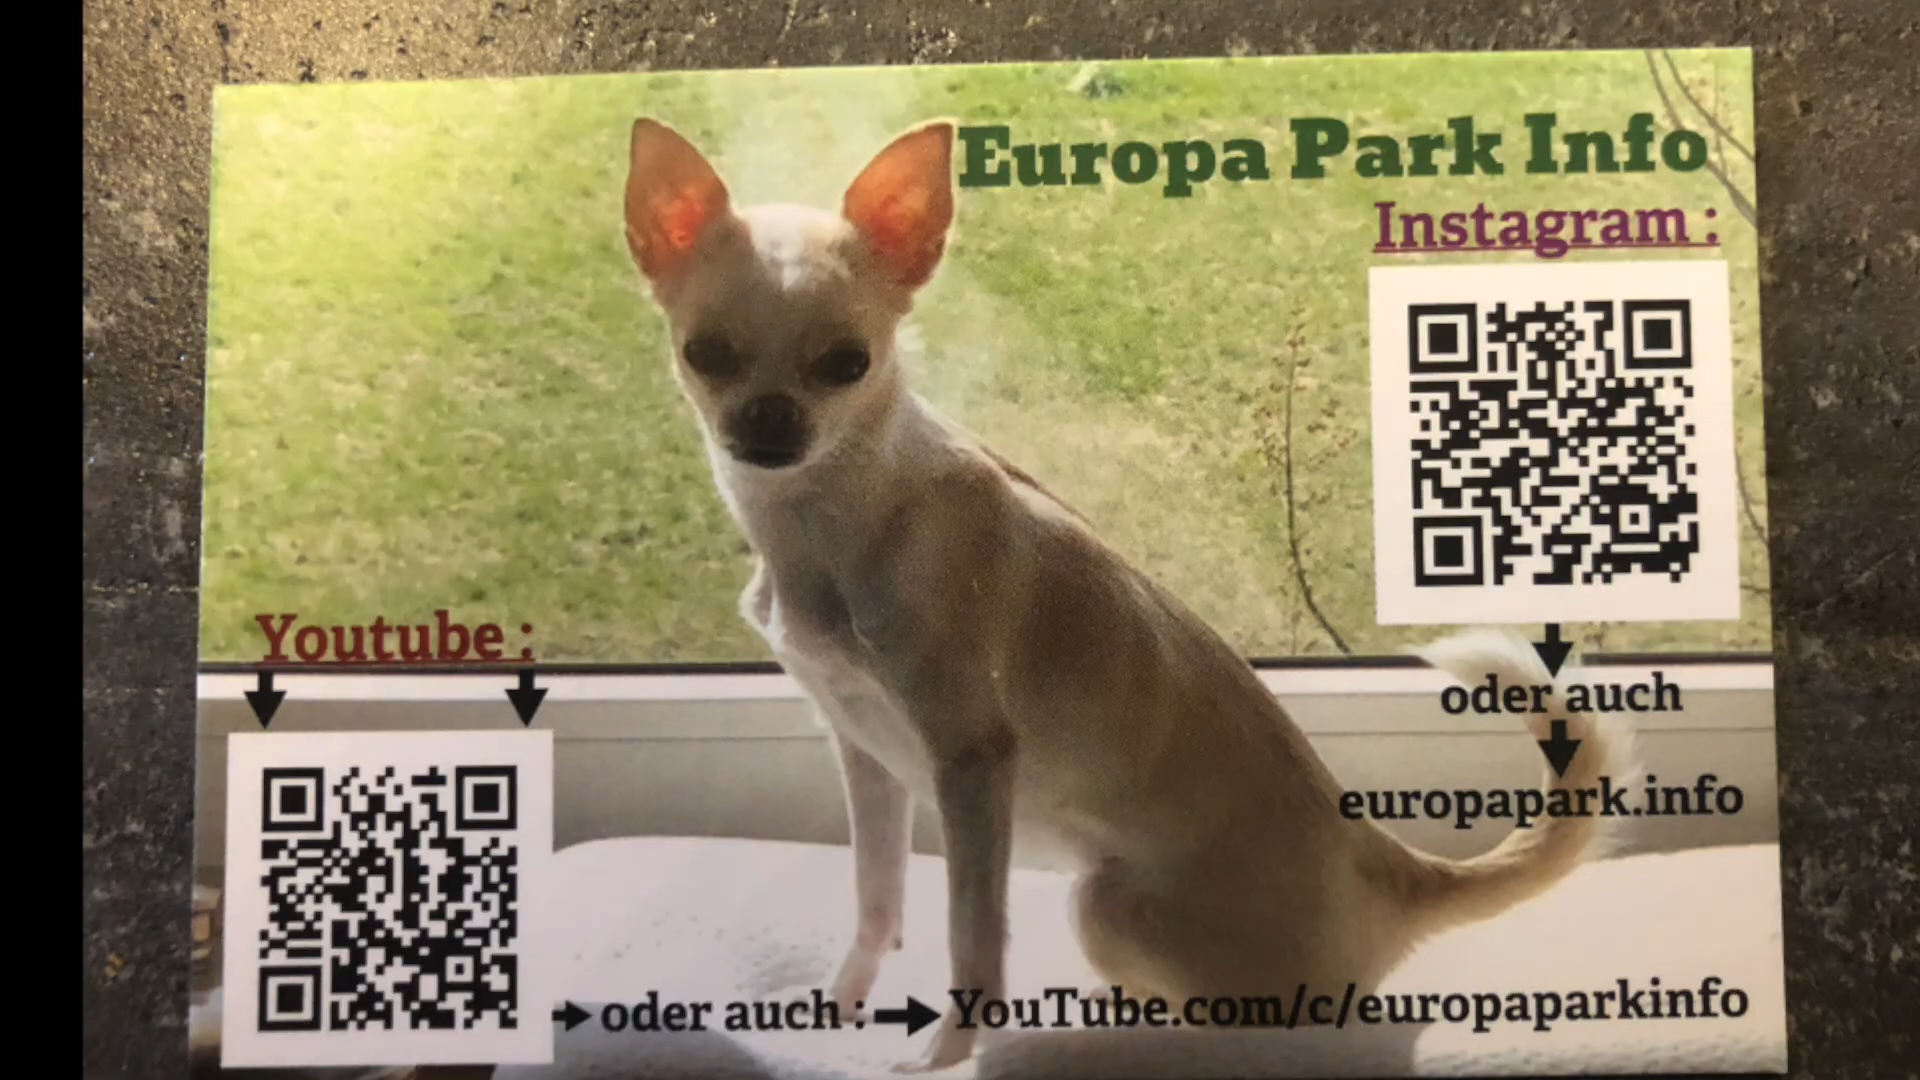 Europa Park Info
Instagram :
oder auch
europapark.info
Youtube :
oder auch : YouTube.com/c/europaparkinfo